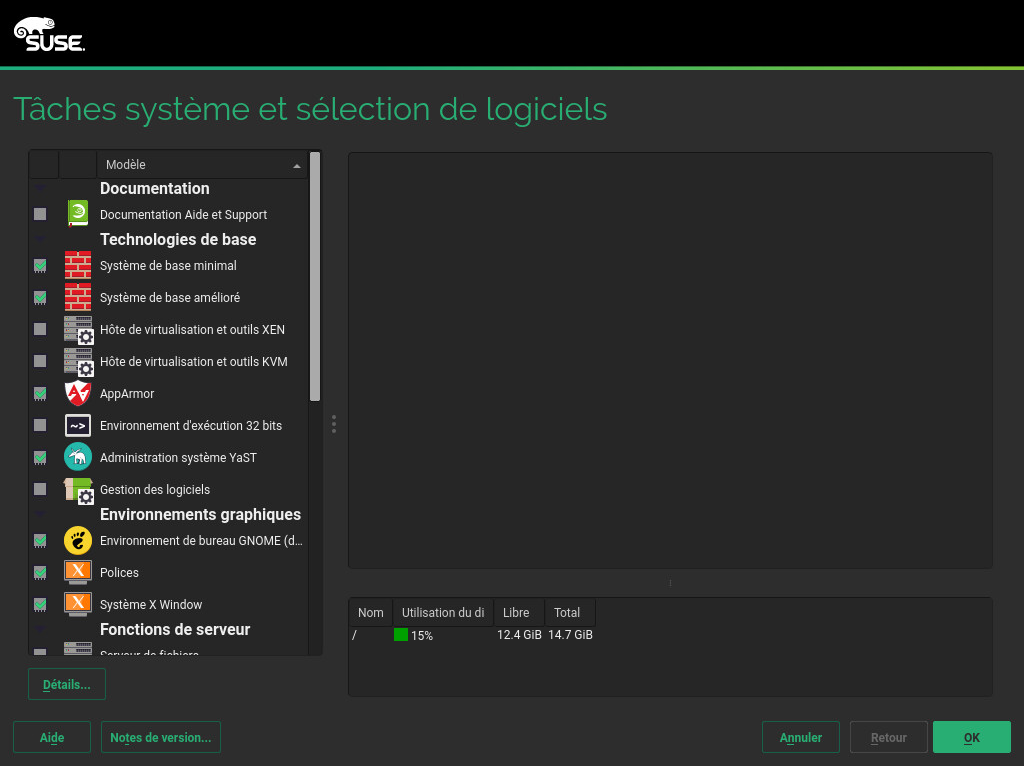 SUSE
Tâches système et sélection de logiciels
Modèle
Documentation
Documentation Aide et Support
Technologies de base
Système de base minimal
Système de base amélioré
Hôte de virtualisation et outils XEN
Hôte de virtualisation et outils KVM
AppArmor
~> Environnement d'exécution 32 bits
Administration système YaST
Gestion des logiciels
Environnements graphiques
Environnement de bureau GNOME (d...
X Polices
X Système X Window
Fonctions de serveur
Serveur de fichiers
Nom Utilisation du di Libre Total
/ 15% 12.4 GiB 14.7 GiB
Détails...
Aide Notes de version... Annuler Retour OK